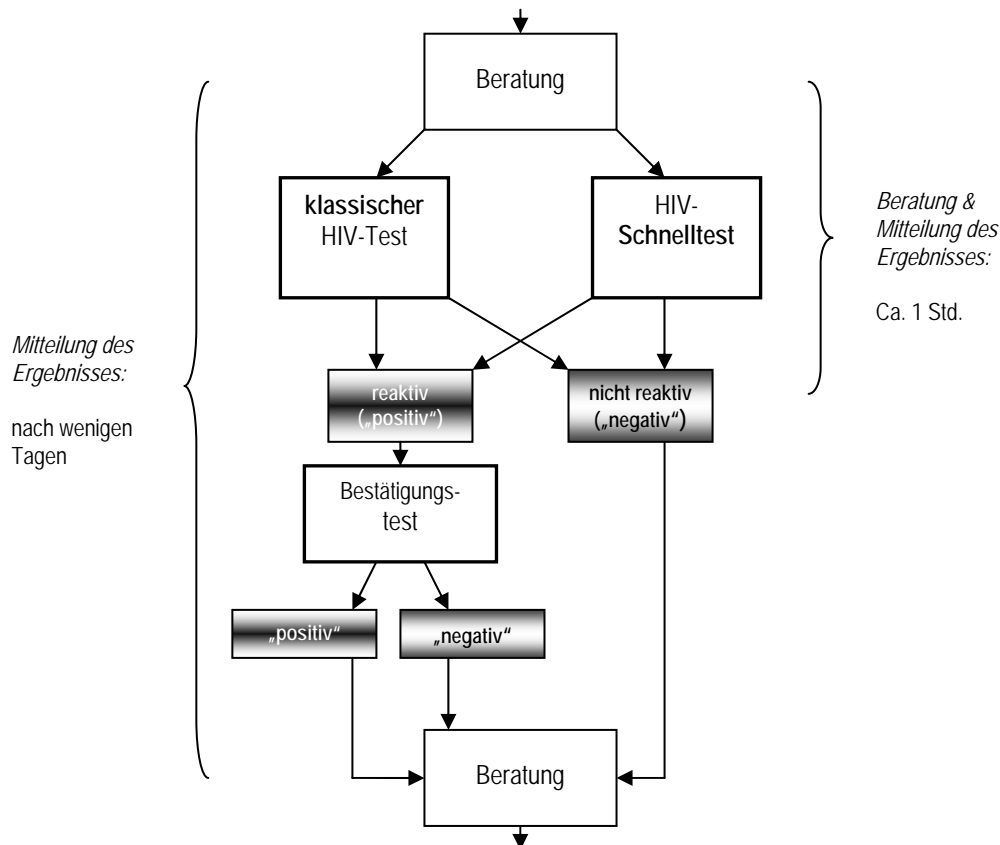 Beratung
klassischer
HIV-Test
HIV-
Schnelltest
Beratung &
Mitteilung des
Ergebnisses:
Ca. 1 Std.
Mitteilung des
Ergebnisses:
nach wenigen
Tagen
reaktiv
(„positiv“)
nicht reaktiv
(„negativ“)
Bestätigungs-
test
„positiv“
„negativ“
Beratung